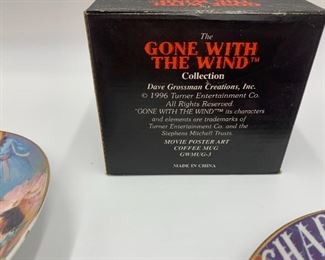 The
GONE WITH
THE WIND™
Collection
Dave Grossman Creations, Inc.
© 1996 Turner Entertainment Co.
All Rights Reserved.
"GONE WITH THE WIND"™ its characters
and elements are trademarks of
Turner Entertainment Co. and the
Stephens Mitchell Trusts.
MOVIE POSTER ART
COFFEE MUG
GWMUG-3
MADE IN CHINA